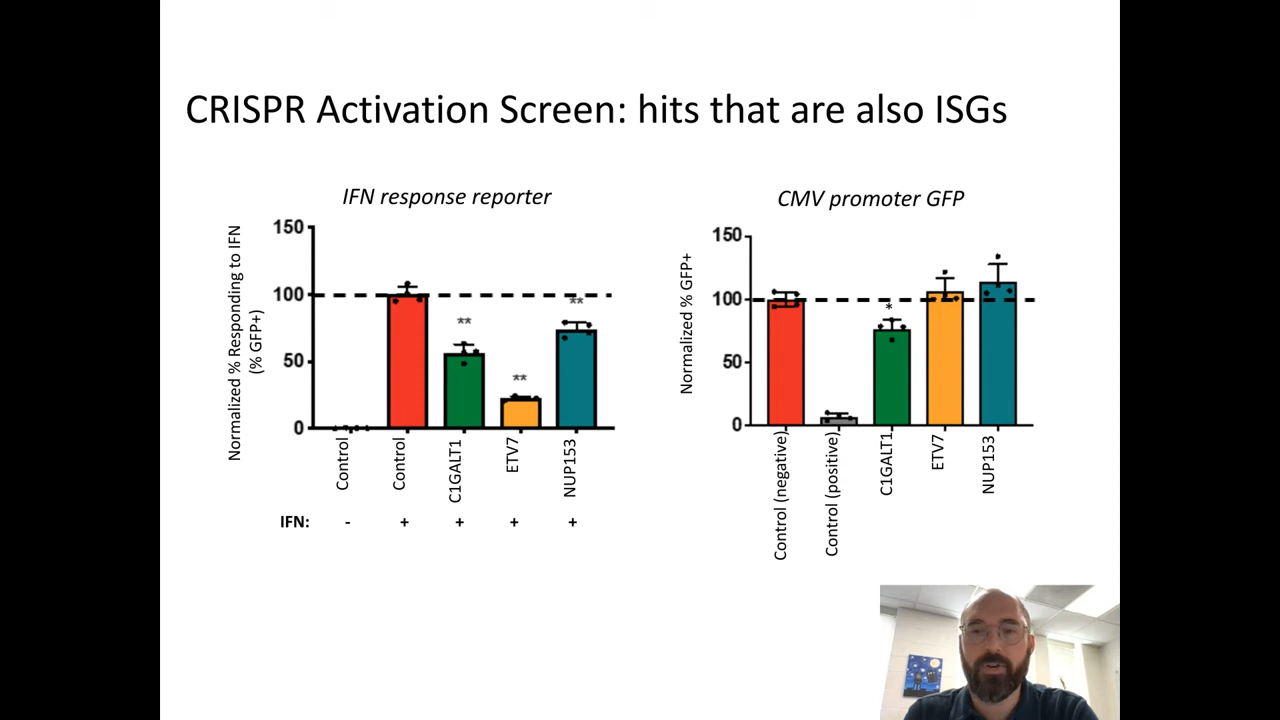 CRISPR Activation Screen: hits that are also ISGs
IFN response reporter
Normalized % Responding to IFN
(% GFP+)
150
100
50
0
**
**
**
Control
Control
C1GALT1
ETV7
NUP153
IFN: - + + + +
CMV promoter GFP
Normalized % GFP+
150
100
50
0
*
Control (negative)
Control (positive)
C1GALT1
ETV7
NUP153